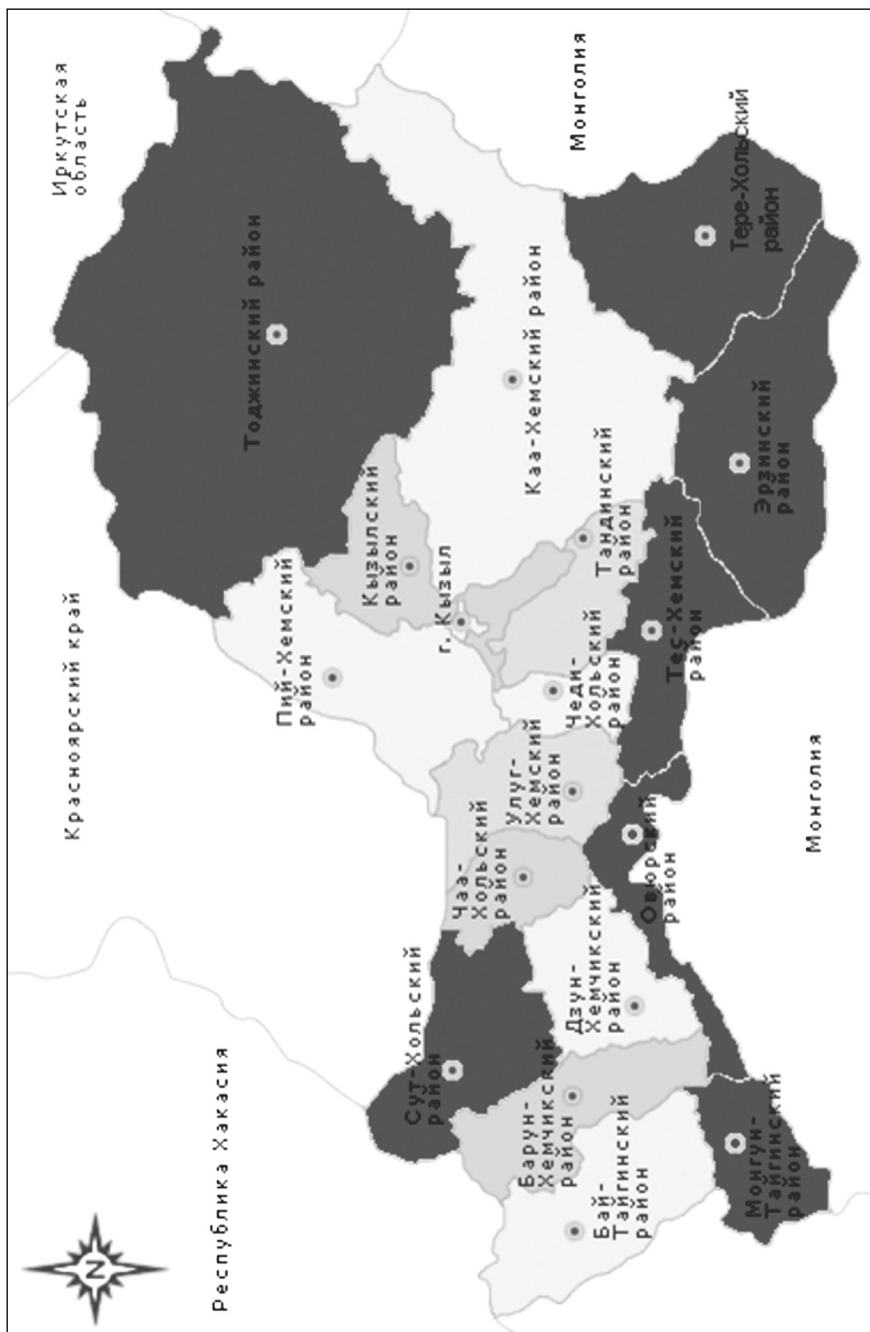 N
Республика Хакасия
Красноярский край
Иркутская
область
Тоджинский район
Пий-Хемский
район
Кызылский
район
г. Кызыл
Сут-Хольский
район
Чаа-
Хольский
район
Улуг-
Хемский
район
Каа-Хемский район
Монголия
Барун-
Хемчикский
район
Бай-
Тайгинский
район
Дзун-
Хемчикский
район
Чеди-
Хольский
район
Тандинский
район
Овюрский
район
Тес-Хемский
район
Тере-Хольский
район
Монгун-
Тайгинский
район
Эрзинский
район
Монголия